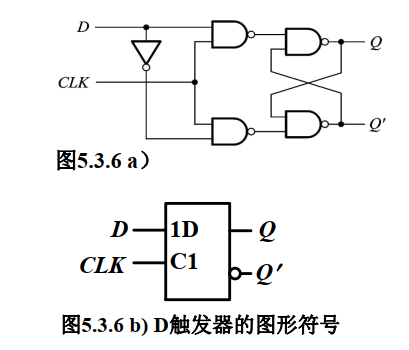 D
Q
CLK
Q′
图5.3.6 a）
D 1D Q
CLK C1 Q′
图5.3.6 b) D触发器的图形符号